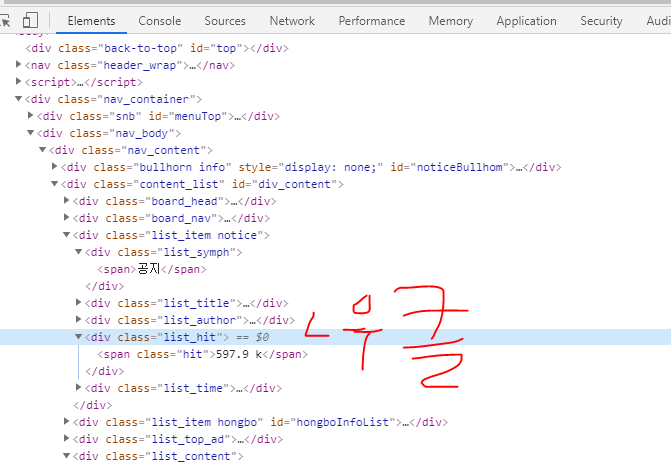 Elements Console Sources Network Performance Memory Application Security Audi
<div class="back-to-top" id="top"></div>
▶<nav class="header_wrap">…</nav>
▶<script>…</script>
▼<div class="nav_container">
▶<div class="snb" id="menuTop">…</div>
▼<div class="nav_body">
▼<div class="nav_content">
▶<div class="bullhorn info" style="display: none;" id="noticeBullhom">…</div>
▼<div class="content_list" id="div_content">
▶<div class="board_head">…</div>
▶<div class="board_nav">…</div>
▼<div class="list_item notice">
▼<div class="list_symph">
<span>공지</span>
</div>
▶<div class="list_title">…</div>
▶<div class="list_author">…</div>
▼<div class="list_hit"> == $0
<span class="hit">597.9 k</span>
</div>
▶<div class="list_time">…</div>
</div>
▶<div class="list_item hongbo" id="hongboInfoList">…</div>
▶<div class="list_top_ad">…</div>
▼<div class="list_content">
우클